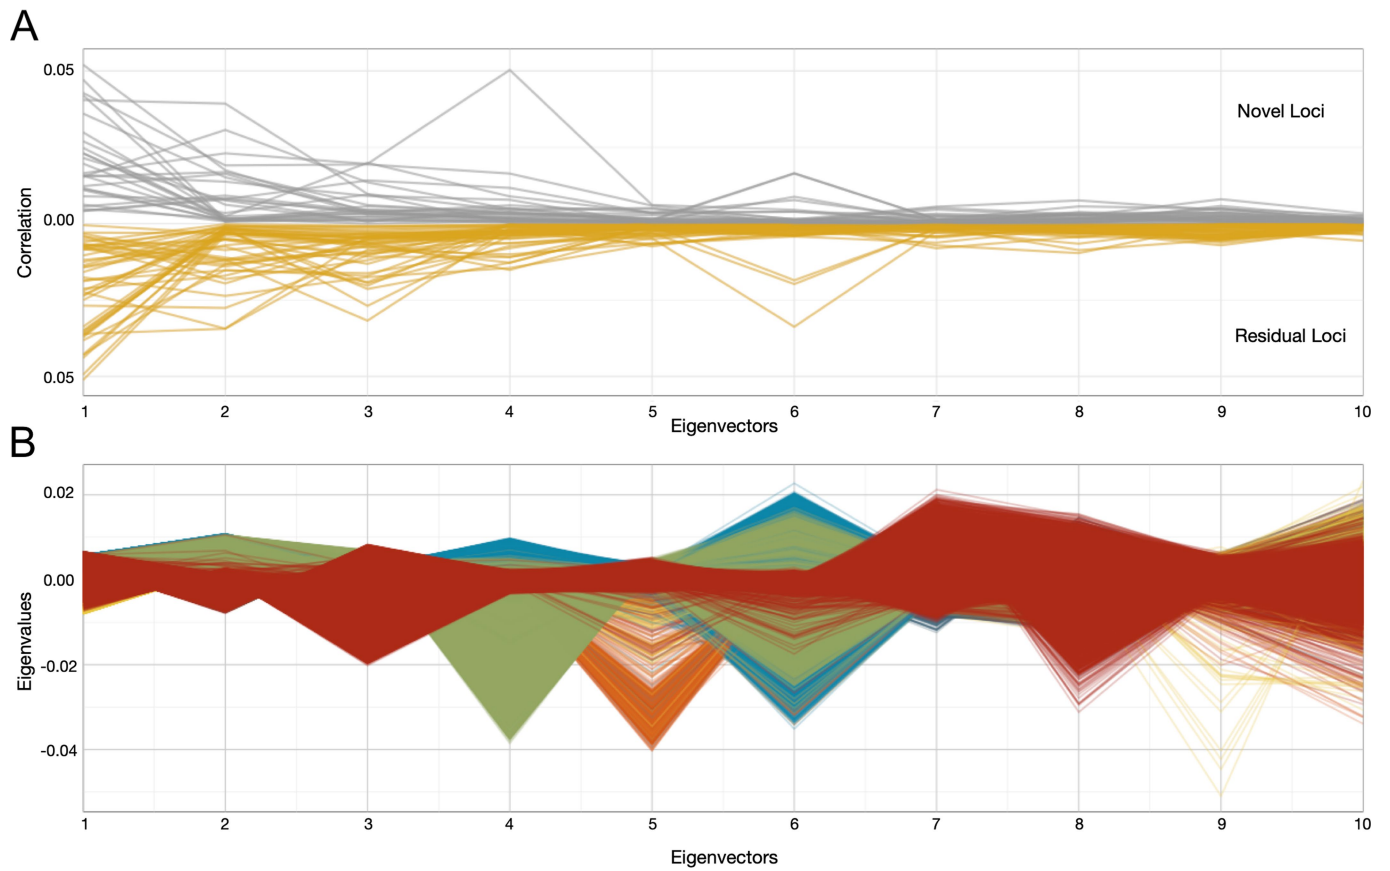 A
0.05
Novel Loci
0.00
Correlation
Residual Loci
0.05
1 2 3 4 5 6 7 8 9 10
Eigenvectors
B
0.02
0.00
Eigenvalues
-0.02
-0.04
1 2 3 4 5 6 7 8 9 10
Eigenvectors